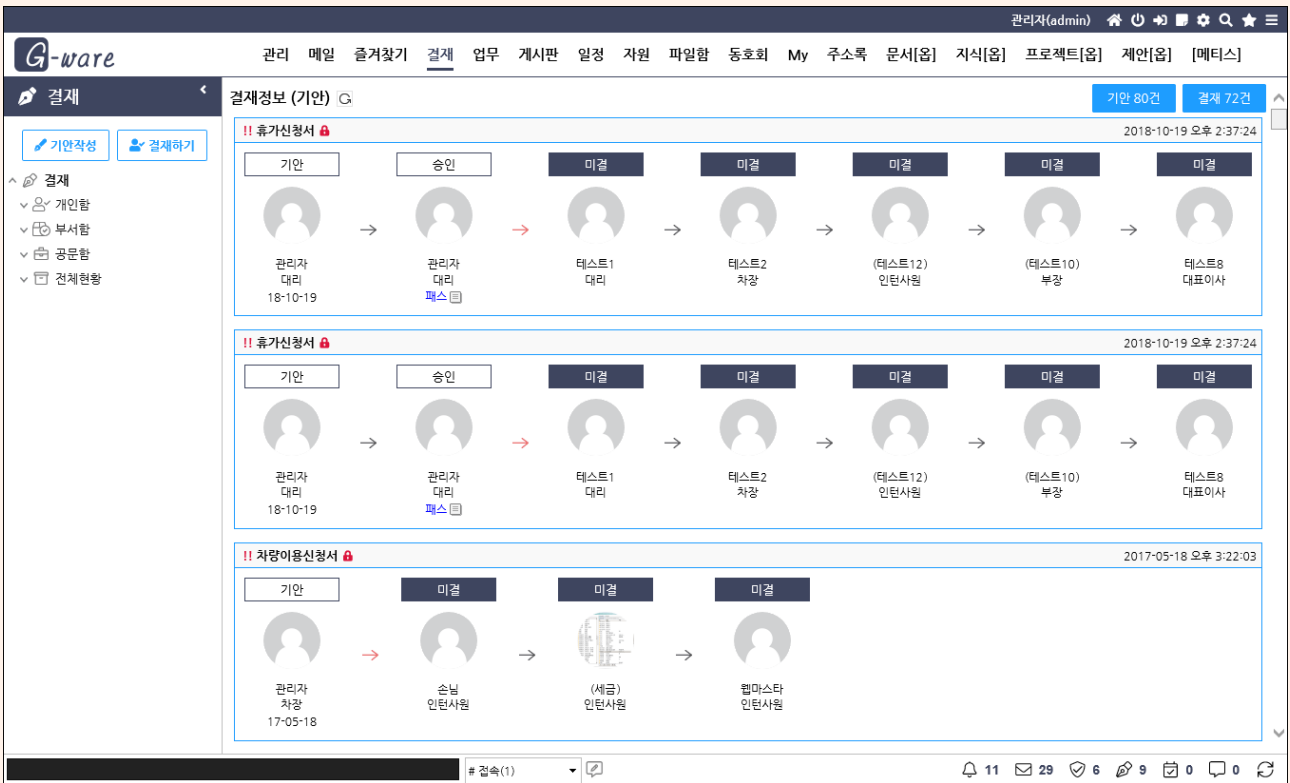 관리자(admin)
G-ware
관리 메일 즐겨찾기 결재 업무 게시판 일정 자원 파일함 동호회 My 주소록 문서[옵] 지식[옵] 프로젝트[옵] 제안[옵] [메티스]
결재
기안작성 결재하기
결재
개인함
부서함
공문함
전체현황
결재정보 (기안) 기안 80건 결재 72건
!! 휴가신청서 2018-10-19 오후 2:37:24
기안 승인 미결 미결 미결 미결 미결
관리자 관리자 테스트1 테스트2 (테스트12) (테스트10) 테스트8
대리 대리 대리 차장 인턴사원 부장 대표이사
18-10-19 패스
!! 휴가신청서 2018-10-19 오후 2:37:24
기안 승인 미결 미결 미결 미결 미결
관리자 관리자 테스트1 테스트2 (테스트12) (테스트10) 테스트8
대리 대리 대리 차장 인턴사원 부장 대표이사
18-10-19 패스
!! 차량이용신청서 2017-05-18 오후 3:22:03
기안 미결 미결 미결
관리자 손님 (세금) 웹마스타
차장 인턴사원 인턴사원 인턴사원
17-05-18
# 접속(1) 11 29 6 9 0 0